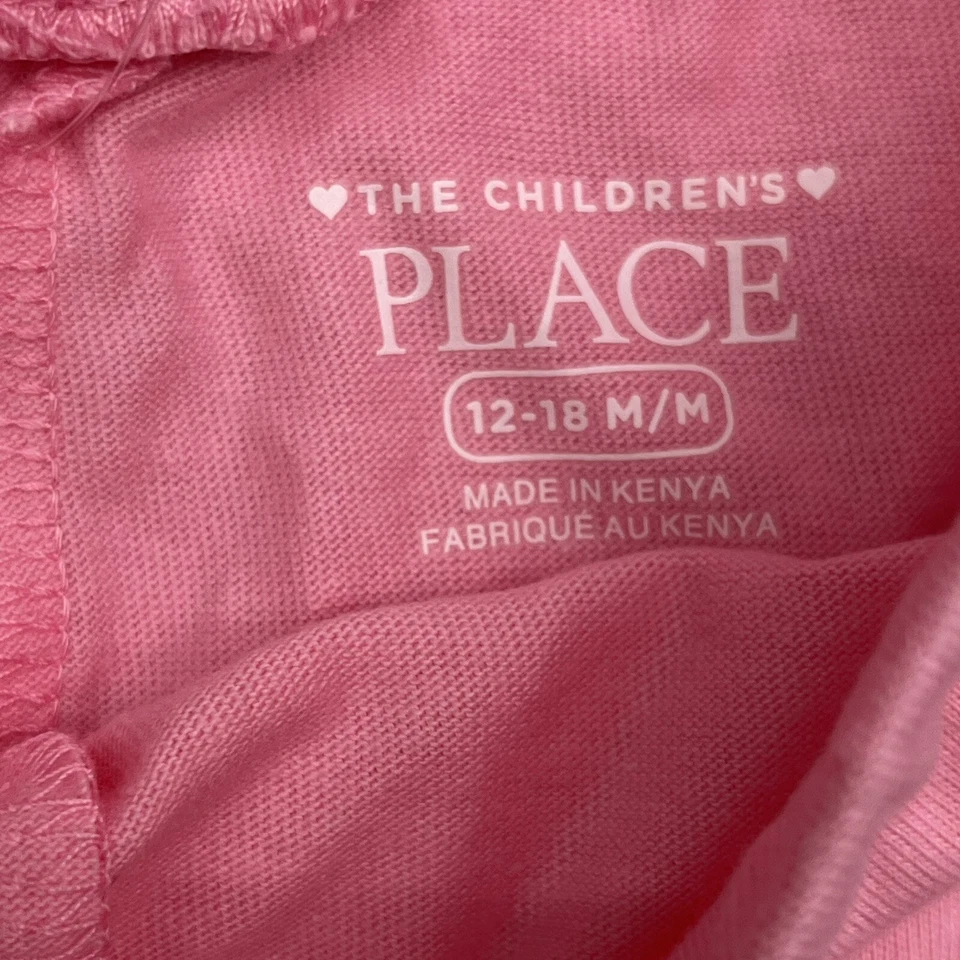 THE CHILDREN'S
PLACE
12-18 M/M
MADE IN KENYA
FABRIQUÉ AU KENYA